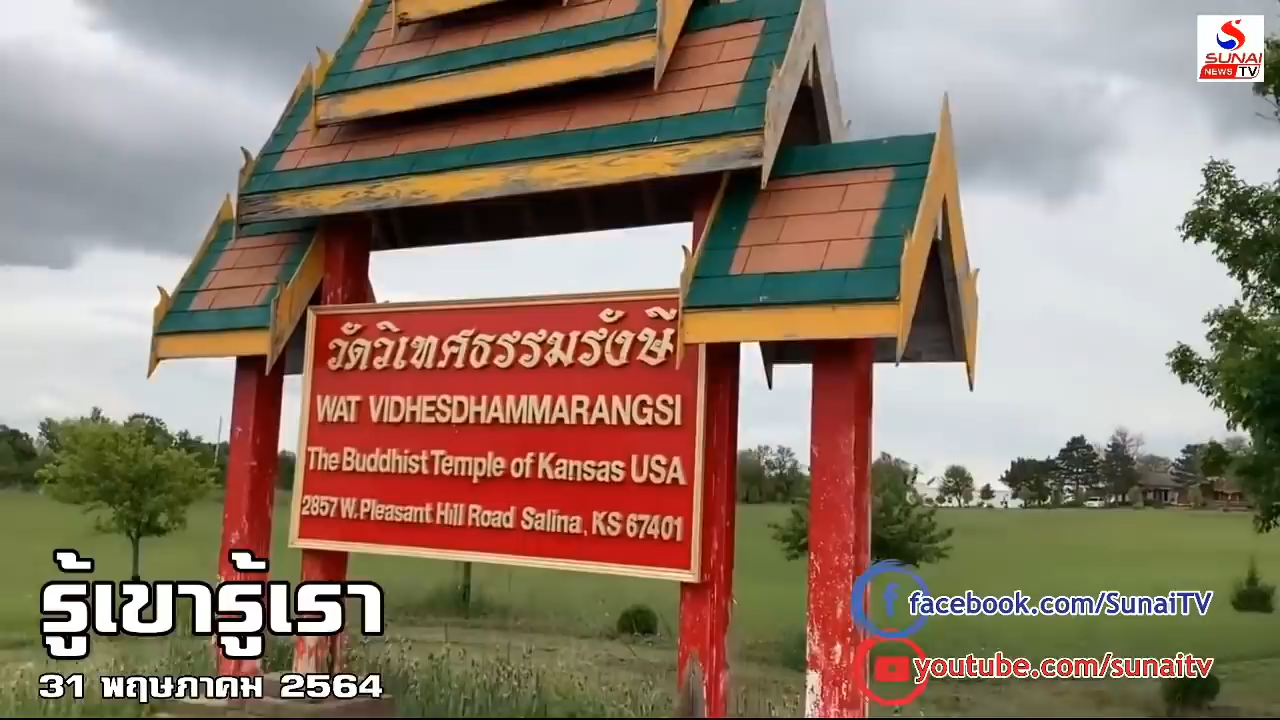 SUNAI
NEWS TV
วัดวิเทศธรรมรังษี
WAT VIDHESDHAMMARANGSI
The Buddhist Temple of Kansas USA
2857 W. Pleasant Hill Road Salina, KS 67401
รู้เขารู้เรา
31 พฤษภาคม 2564
facebook.com/SunaiTV
youtube.com/sunaitv